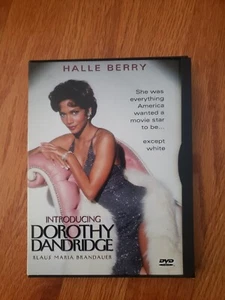 HALLE BERRY
She was
everything
America
wanted a
movie star
to be...
except
white
INTRODUCING
DOROTHY
DANDRIDGE
KLAUS MARIA BRANDAUER
DVD